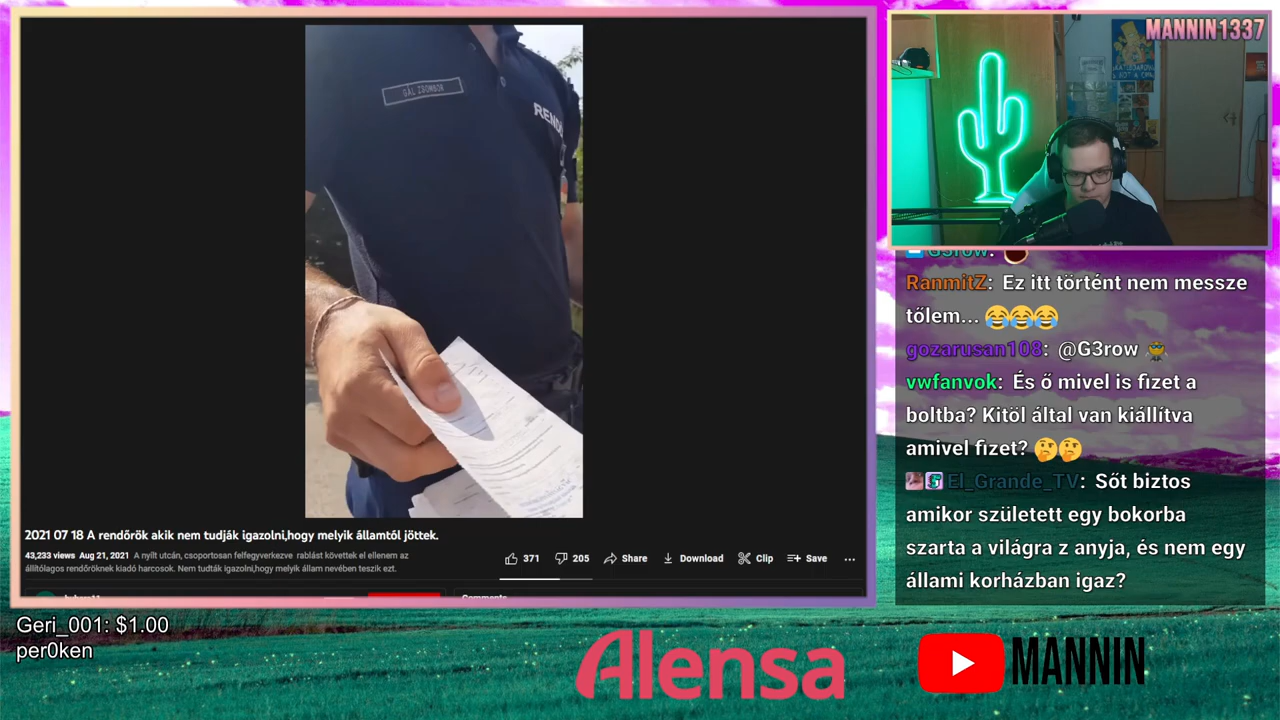 MANNIN1337
REND
2021 07 18 A rendőrök akik nem tudják igazolni,hogy melyik államtól jöttek.
43,233 views Aug 21, 2021 A nyílt utcán, csoportosan felfegyverkezve rablást követtek el ellenem az
állítólagos rendőröknek kiadó harcosok. Nem tudták igazolni,hogy melyik állam nevében teszik ezt.
371 205 Share Download Clip Save ...
Comments
G3row:
RanmitZ: Ez itt történt nem messze
tőlem... 😂😂😂
gozarusan108: @G3row
vwfanvok: És ő mivel is fizet a
boltba? Kitöl által van kiállítva
amivel fizet? 🤔🤔
El_Grande_TV: Sőt biztos
amikor született egy bokorba
szarta a világra z anyja, és nem egy
állami korházban igaz?
Geri_001: $1.00
per0ken
Alensa
MANNIN